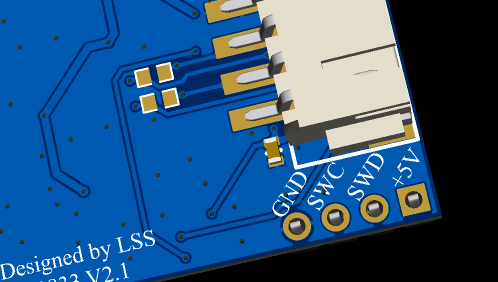 GND
SWC
SWD
+5V
Designed by LSS
V2.1